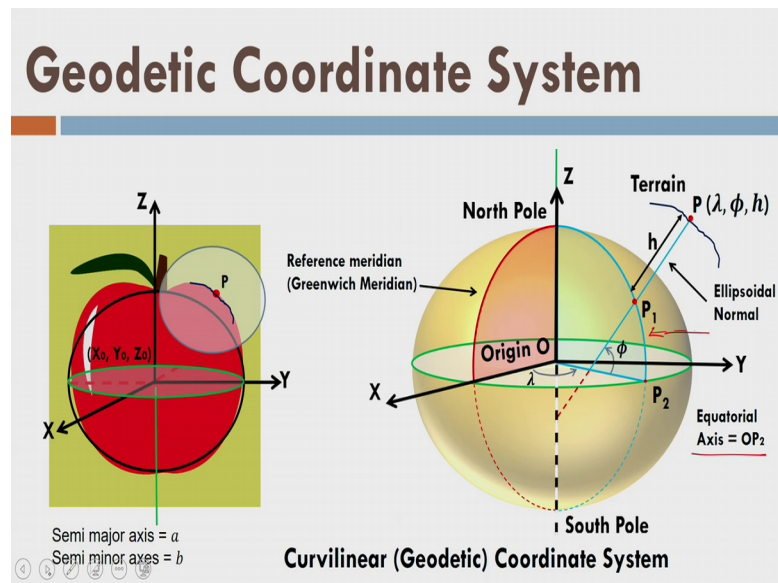 Geodetic Coordinate System
Z
P
(X₀, Y₀, Z₀)
Y
X
Semi major axis = a
Semi minor axes = b
Z
North Pole
Terrain
P (λ, ϕ, h)
h
Reference meridian
(Greenwich Meridian)
Ellipsoidal
Normal
P₁
Origin O
ϕ
λ
Y
X
P₂
Equatorial
Axis = OP₂
South Pole
Curvilinear (Geodetic) Coordinate System